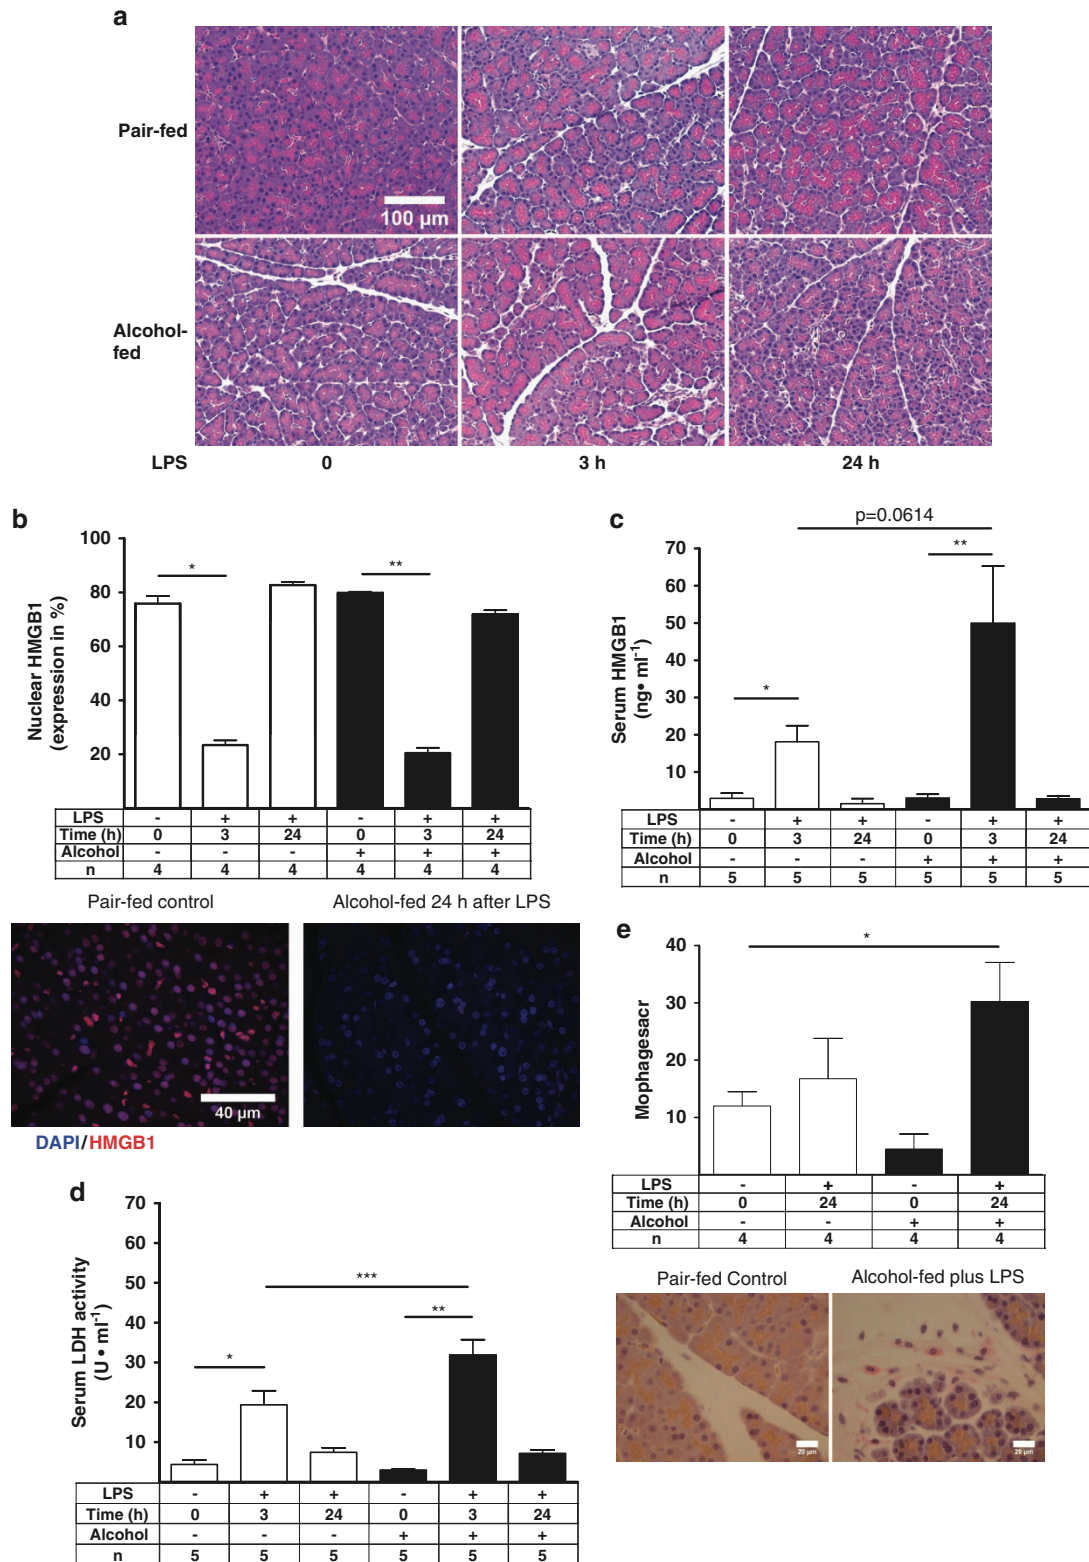 a
Pair-fed
100 µm
Alcohol-
fed
LPS 0 3 h 24 h
b
Nuclear HMGB1
(expression in %)
100
80
60
40
20
* **
LPS - + + - + +
Time (h) 0 3 24 0 3 24
Alcohol - - - + + +
n 4 4 4 4 4 4
Pair-fed control Alcohol-fed 24 h after LPS
40 µm
DAPI/HMGB1
c
Serum HMGB1
(ng• ml-1)
70
60
50
40
30
20
10
p=0.0614
* **
LPS - + + - + +
Time (h) 0 3 24 0 3 24
Alcohol - - - + + +
n 5 5 5 5 5 5
d
Serum LDH activity
(U • ml-1)
70
60
50
40
30
20
10
***
**
*
LPS - + + - + +
Time (h) 0 3 24 0 3 24
Alcohol - - - + + +
n 5 5 5 5 5 5
e
Mophagesacr
40
30
20
10
*
LPS - + - +
Time (h) 0 24 0 24
Alcohol - - + +
n 4 4 4 4
Pair-fed Control Alcohol-fed plus LPS
20 µm
20 µm